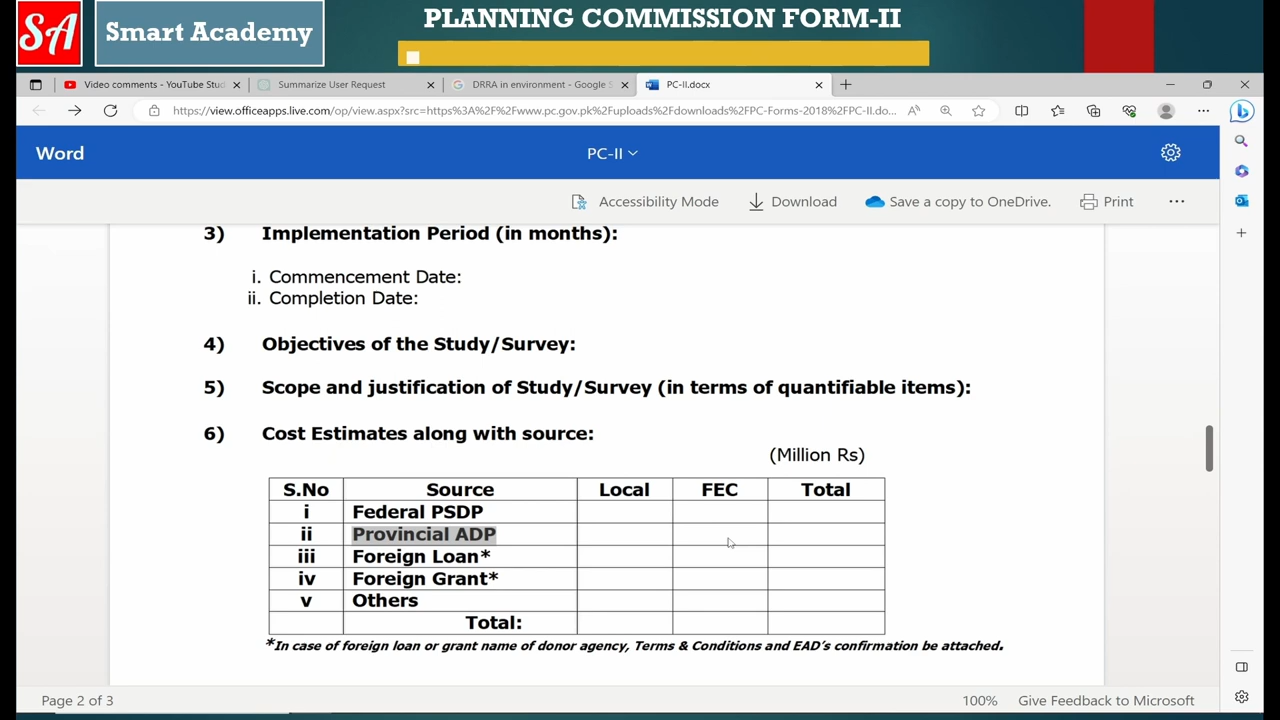 SA
Smart Academy
PLANNING COMMISSION FORM-II
Video comments - YouTube Stud
Summarize User Request
DRRA in environment - Google S
PC-II.docx
https://view.officeapps.live.com/op/view.aspx?src=https%3A%2F%2Fwww.pc.gov.pk%2Fuploads%2Fdownloads%2FPC-Forms-2018%2FPC-II.do...
Word
PC-II
Accessibility Mode
Download
Save a copy to OneDrive.
Print
3) Implementation Period (in months):
i. Commencement Date:
ii. Completion Date:
4) Objectives of the Study/Survey:
5) Scope and justification of Study/Survey (in terms of quantifiable items):
6) Cost Estimates along with source:
(Million Rs)
S.No Source Local FEC Total
i Federal PSDP
ii Provincial ADP
iii Foreign Loan*
iv Foreign Grant*
v Others
Total:
*In case of foreign loan or grant name of donor agency, Terms & Conditions and EAD's confirmation be attached.
Page 2 of 3
100%
Give Feedback to Microsoft